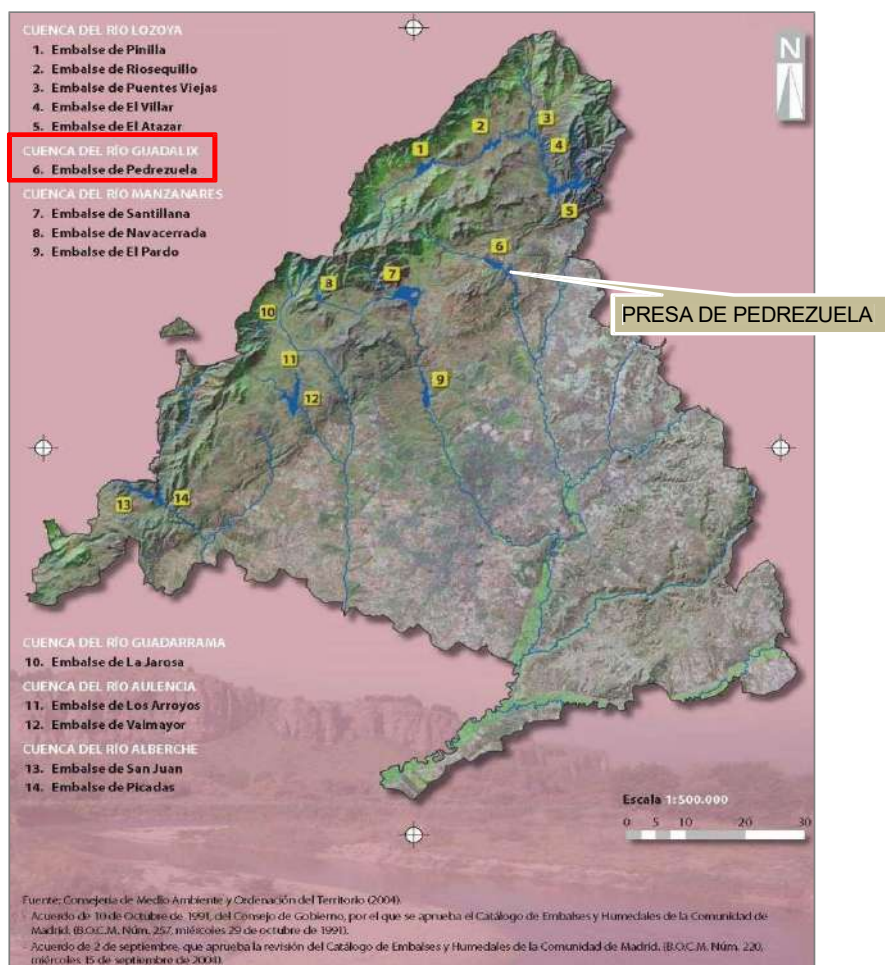 CUENCA DEL RÍO LOZOYA
1. Embalse de Pinilla
2. Embalse de Riosequillo
3. Embalse de Puentes Viejas
4. Embalse de El Villar
5. Embalse de El Atazar
CUENCA DEL RÍO GUADALIX
6. Embalse de Pedrezuela
CUENCA DEL RÍO MANZANARES
7. Embalse de Santillana
8. Embalse de Navacerrada
9. Embalse de El Pardo
N
1
2
3
4
5
6
7
8
9
10
11
12
13
14
PRESA DE PEDREZUELA
CUENCA DEL RÍO GUADARRAMA
10. Embalse de La Jarosa
CUENCA DEL RÍO AULENCIA
11. Embalse de Los Arroyos
12. Embalse de Valmayor
CUENCA DEL RÍO ALBERCHE
13. Embalse de San Juan
14. Embalse de Picadas
Escala 1:500.000
0 5 10 20 30
Fuente: Consejería de Medio Ambiente y Ordenación del Territorio (2004).
- Acuerdo de 10 de Octubre de 1991, del Consejo de Gobierno, por el que se aprueba el Catálogo de Embalses y Humedales de la Comunidad de
Madrid. (B.O.C.M. Núm. 257, miércoles 29 de octubre de 1991).
- Acuerdo de 2 de septiembre, que aprueba la revisión del Catálogo de Embalses y Humedales de la Comunidad de Madrid. (B.O.C.M. Núm. 220,
miércoles 15 de septiembre de 2004).